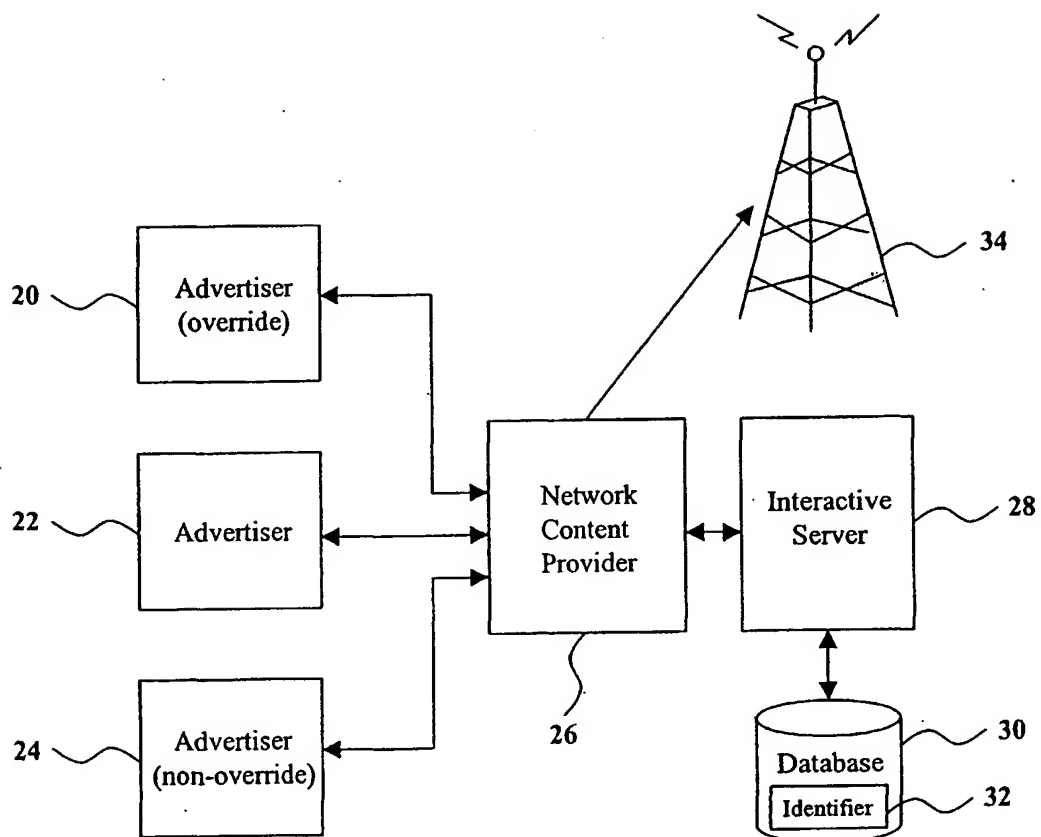 34
20
Advertiser
(override)
22
Advertiser
Network
Content
Provider
Interactive
Server
28
24
Advertiser
(non-override)
26
Database
30
Identifier
32